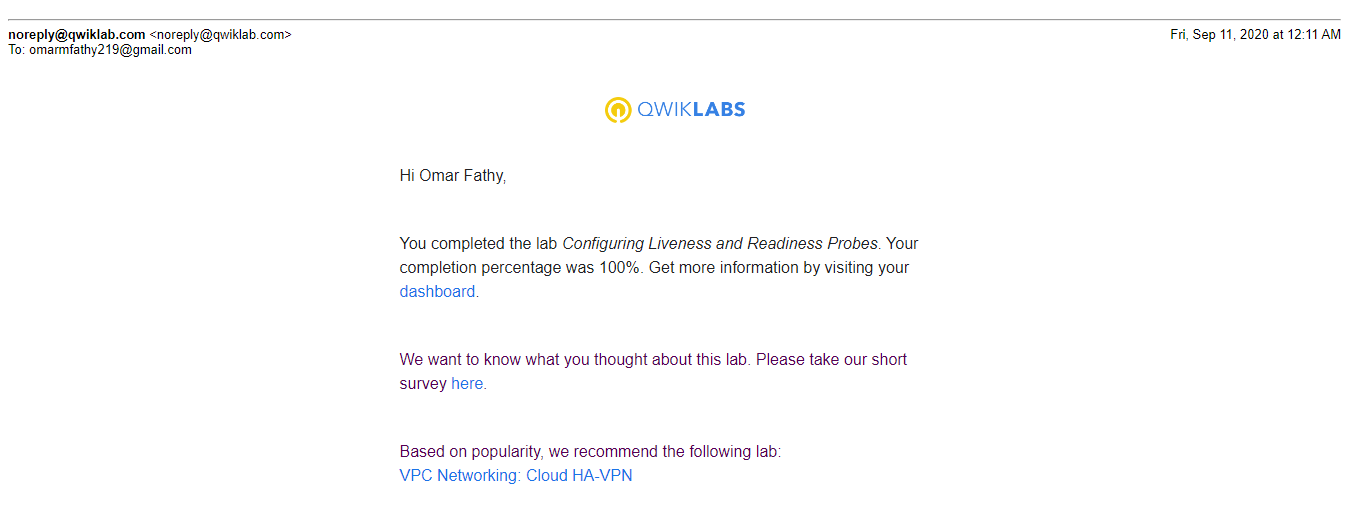 noreply@qwiklab.com <noreply@qwiklab.com> Fri, Sep 11, 2020 at 12:11 AM
To: omarmfathy219@gmail.com
QWIKLABS
Hi Omar Fathy,
You completed the lab Configuring Liveness and Readiness Probes. Your
completion percentage was 100%. Get more information by visiting your
dashboard.
We want to know what you thought about this lab. Please take our short
survey here.
Based on popularity, we recommend the following lab:
VPC Networking: Cloud HA-VPN